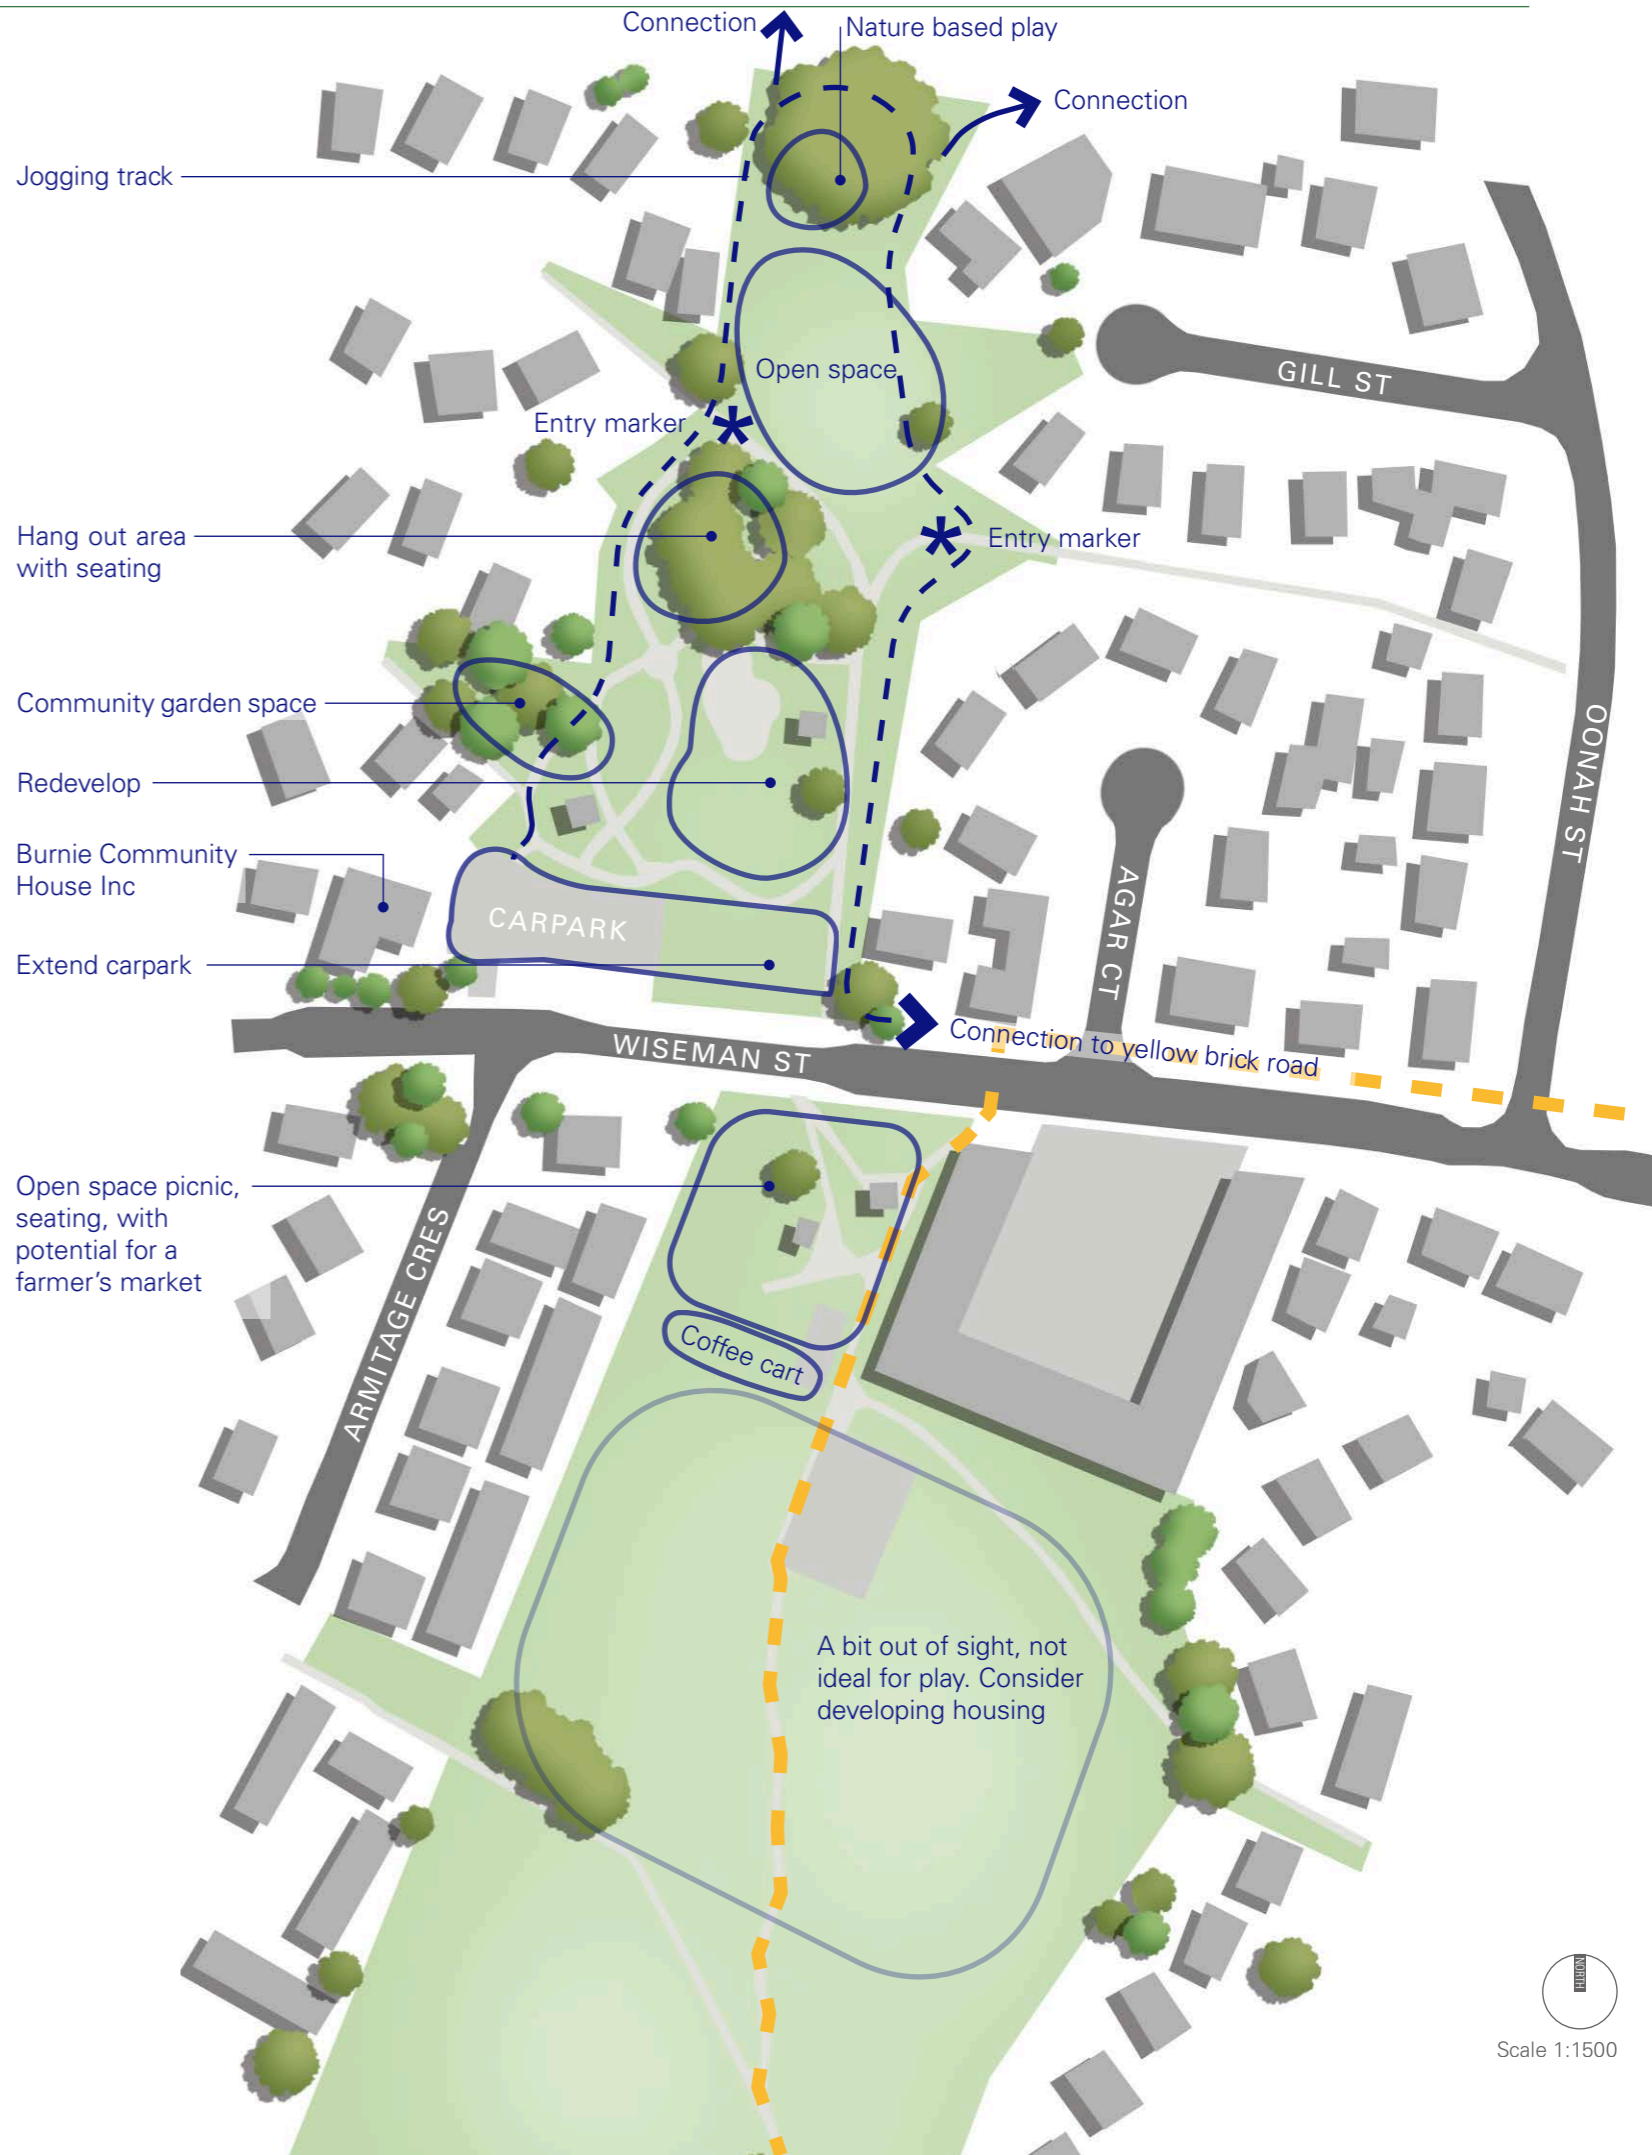 Connection
Nature based play
Connection
Jogging track
GILL ST
Open space
Entry marker
Hang out area
with seating
Entry marker
Community garden space
OONAH ST
Redevelop
Burnie Community
House Inc
AGAR CT
CARPARK
Extend carpark
Connection to yellow brick road
WISEMAN ST
Open space picnic,
seating, with
potential for a
farmer's market
ARMITAGE CRES
Coffee cart
A bit out of sight, not
ideal for play. Consider
developing housing
NORTH
Scale 1:1500